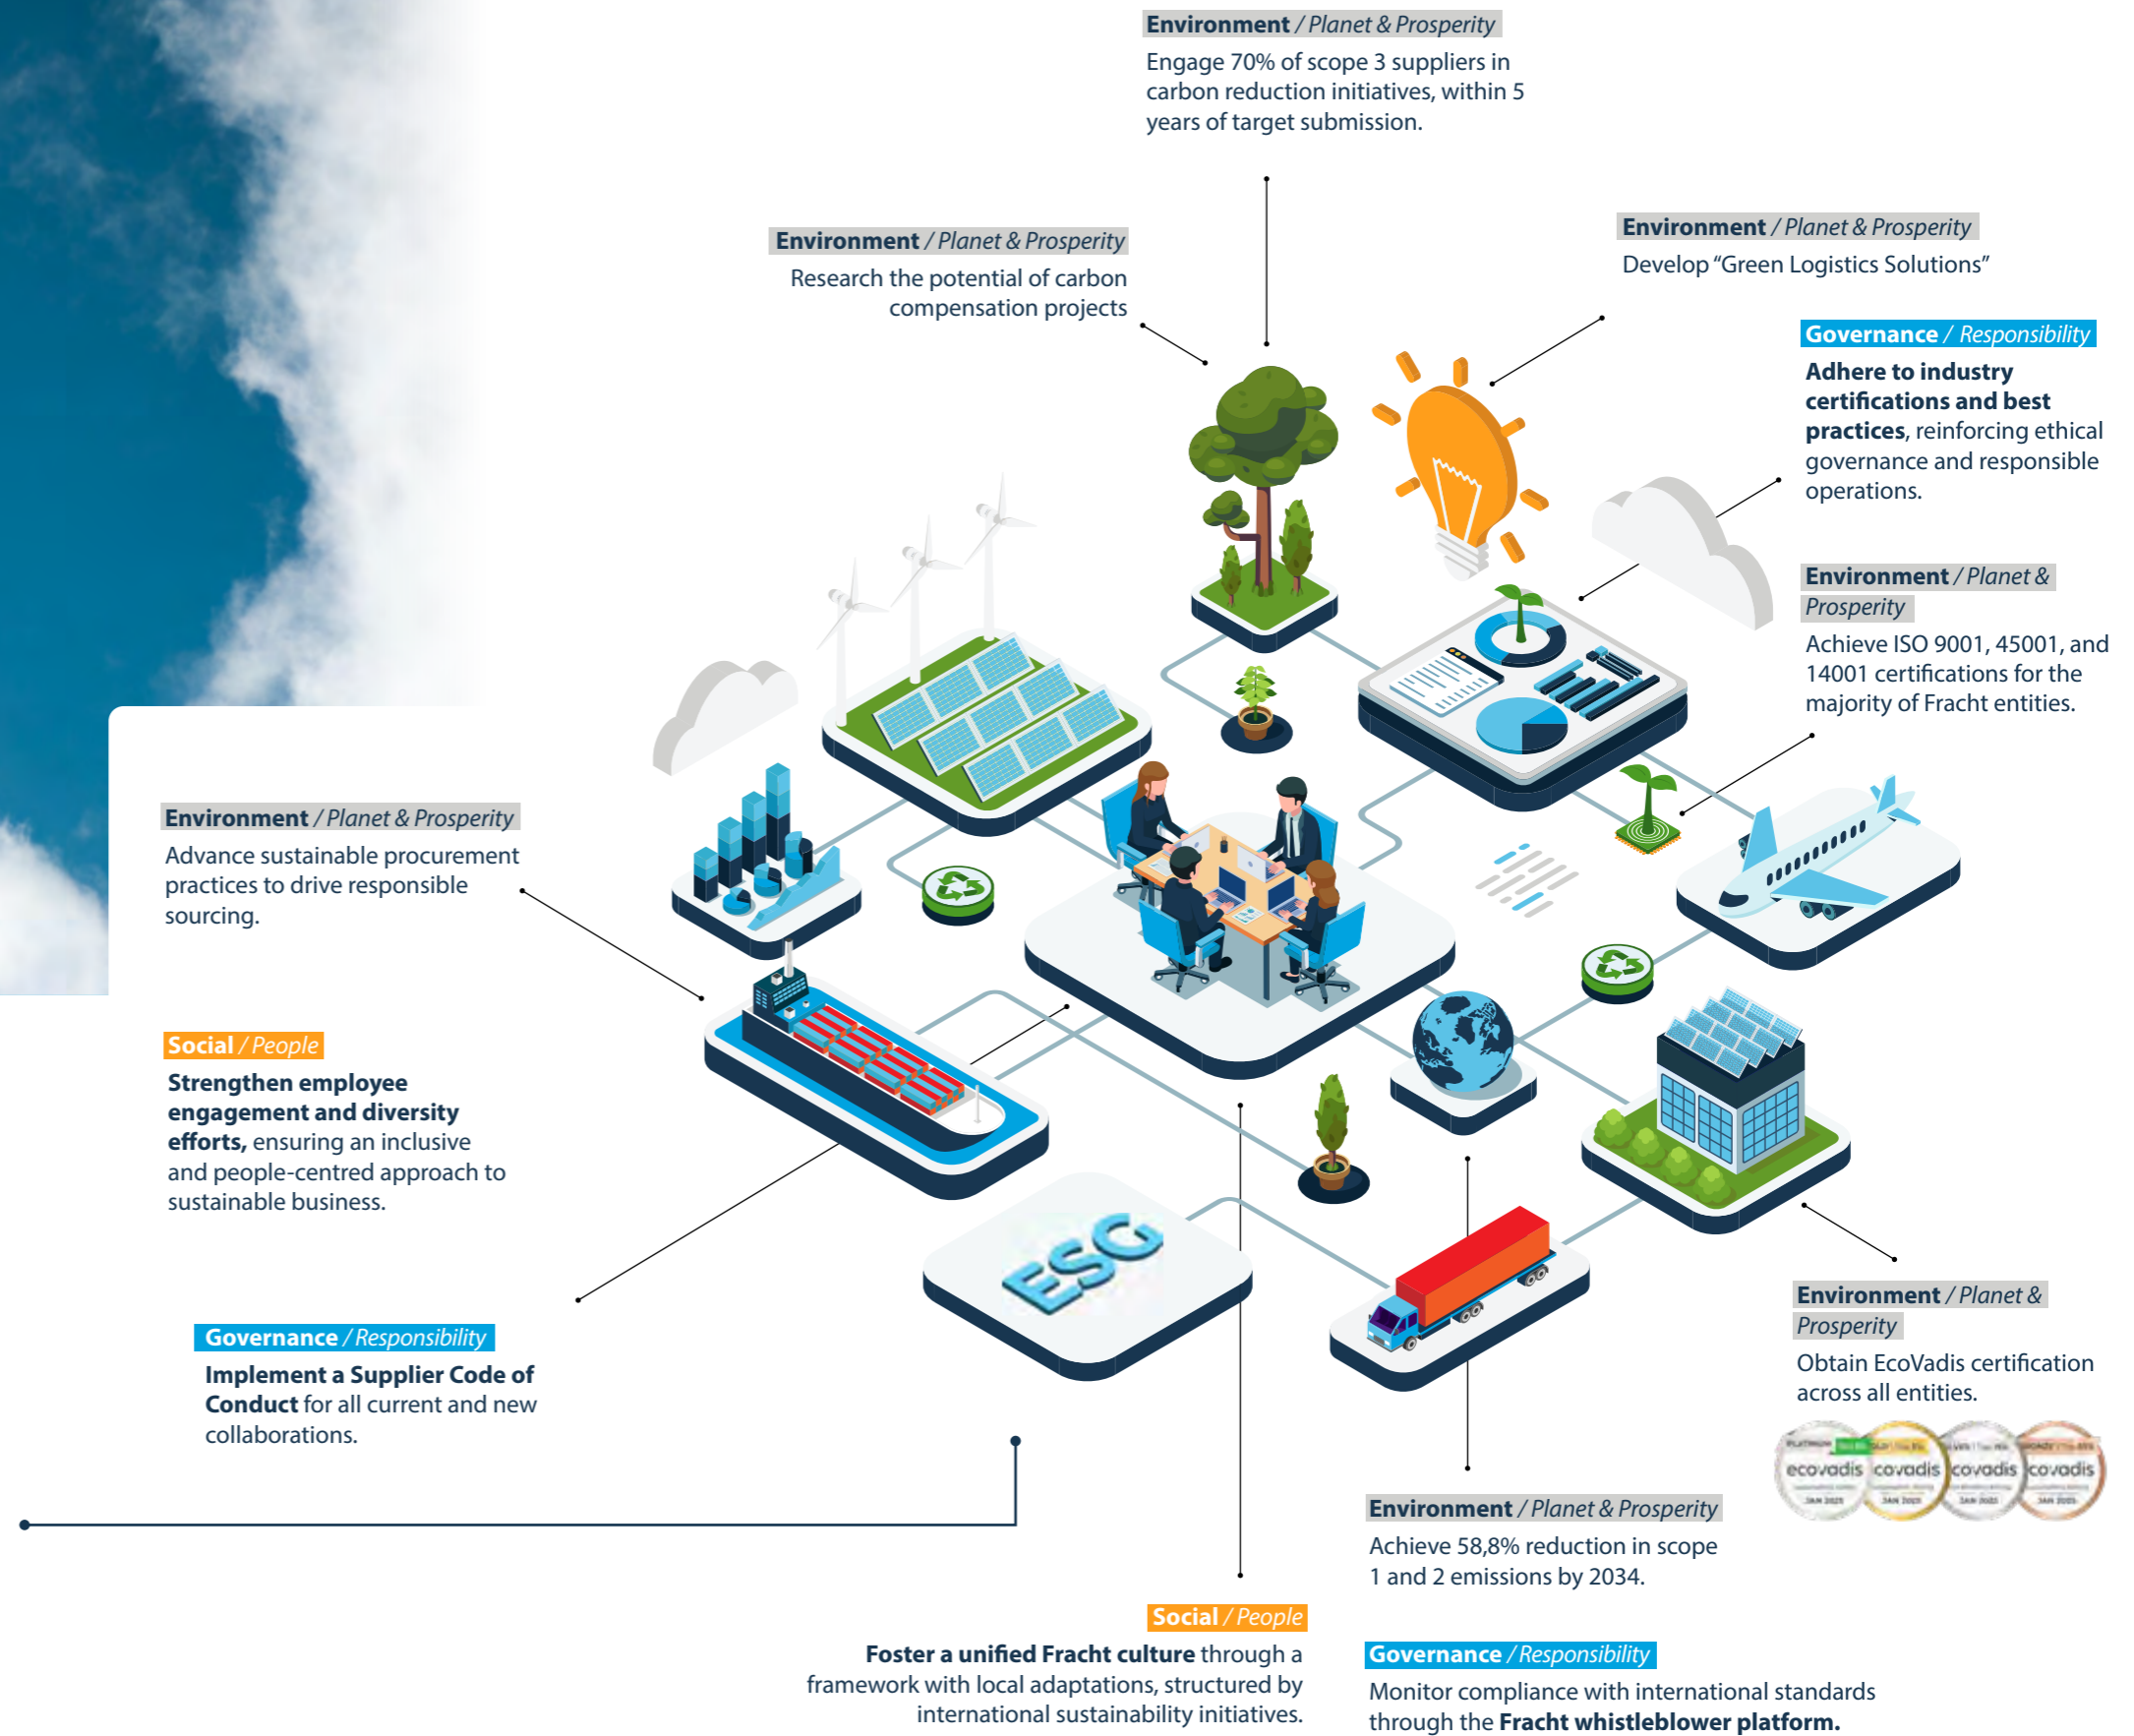 Environment / Planet & Prosperity
Engage 70% of scope 3 suppliers in
carbon reduction initiatives, within 5
years of target submission.
Environment / Planet & Prosperity
Research the potential of carbon
compensation projects
Environment / Planet & Prosperity
Develop “Green Logistics Solutions”
Governance / Responsibility
Adhere to industry
certifications and best
practices, reinforcing ethical
governance and responsible
operations.
Environment / Planet &
Prosperity
Achieve ISO 9001, 45001, and
14001 certifications for the
majority of Fracht entities.
Environment / Planet & Prosperity
Advance sustainable procurement
practices to drive responsible
sourcing.
Social / People
Strengthen employee
engagement and diversity
efforts, ensuring an inclusive
and people-centred approach to
sustainable business.
Governance / Responsibility
Implement a Supplier Code of
Conduct for all current and new
collaborations.
ESG
Environment / Planet &
Prosperity
Obtain EcoVadis certification
across all entities.
ecovadis covadis covadis covadis
Environment / Planet & Prosperity
Achieve 58,8% reduction in scope
1 and 2 emissions by 2034.
Social / People
Foster a unified Fracht culture through a
framework with local adaptations, structured by
international sustainability initiatives.
Governance / Responsibility
Monitor compliance with international standards
through the Fracht whistleblower platform.